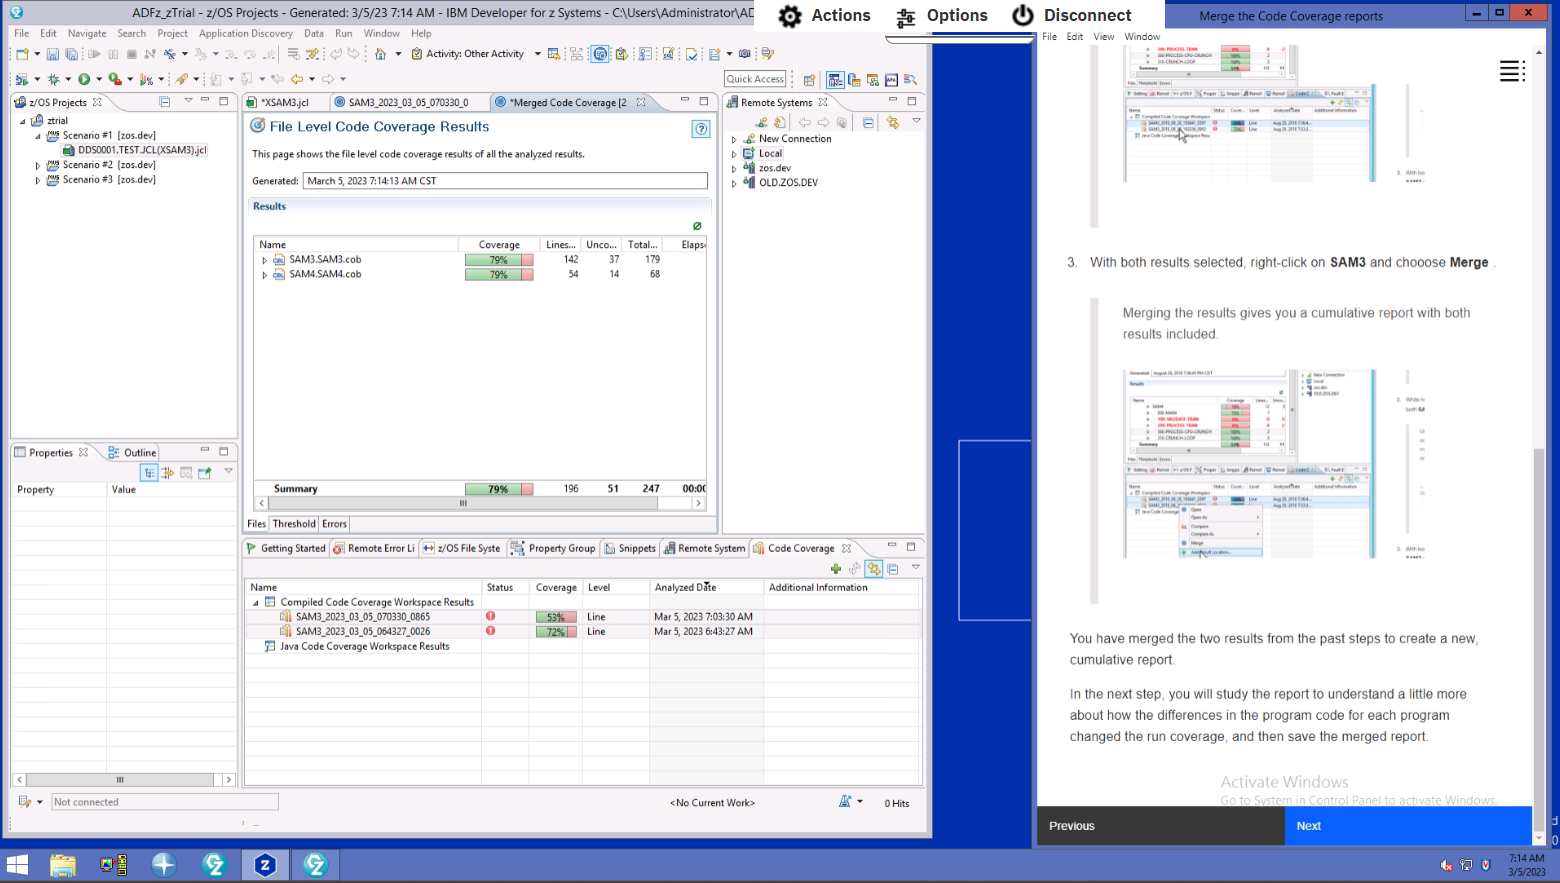 ADFz_zTrial - z/OS Projects - Generated: 3/5/23 7:14 AM - IBM Developer for z Systems - C:\Users\Administrator\AD
Actions
Options
Disconnect
Merge the Code Coverage reports
File Edit Navigate Search Project Application Discovery Data Run Window Help
File Edit View Window
Activity: Other Activity
Quick Access
z/OS Projects
ztrial
Scenario #1 [zos.dev]
DDS0001.TEST.JCL(XSAM3).jcl
Scenario #2 [zos.dev]
Scenario #3 [zos.dev]
*XSAM3.jcl
SAM3_2023_03_05_070330_0
*Merged Code Coverage [2
File Level Code Coverage Results
This page shows the file level code coverage results of all the analyzed results.
Generated: March 5, 2023 7:14:13 AM CST
Results
Name Coverage Lines... Unco... Total... Elaps
SAM3.SAM3.cob 79% 142 37 179
SAM4.SAM4.cob 79% 54 14 68
Summary 79% 196 51 247 00:0
Files Threshold Errors
Remote Systems
New Connection
Local
zos.dev
OLD.ZOS.DEV
Properties
Outline
Property Value
Getting Started
Remote Error Li
z/OS File Syste
Property Group
Snippets
Remote System
Code Coverage
Name Status Coverage Level Analyzed Date Additional Information
Compiled Code Coverage Workspace Results
SAM3_2023_03_05_070330_0865 53% Line Mar 5, 2023 7:03:30 AM
SAM3_2023_03_05_064327_0026 72% Line Mar 5, 2023 6:43:27 AM
Java Code Coverage Workspace Results
Not connected
<No Current Work>
0 Hits
3. With both results selected, right-click on SAM3 and chooose Merge .
Merging the results gives you a cumulative report with both
results included.
You have merged the two results from the past steps to create a new,
cumulative report.
In the next step, you will study the report to understand a little more
about how the differences in the program code for each program
changed the run coverage, and then save the merged report.
Activate Windows
Go to System in Control Panel to activate Windows.
Previous
Next
7:14 AM
3/5/2023